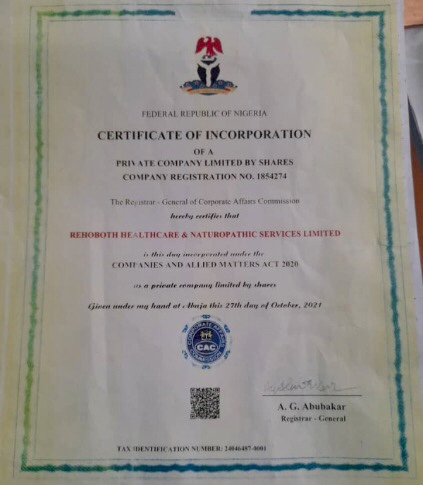 FEDERAL REPUBLIC OF NIGERIA
CERTIFICATE OF INCORPORATION
OF A
PRIVATE COMPANY LIMITED BY SHARES
COMPANY REGISTRATION NO. 1854274
The Registrar - General of Corporate Affairs Commission
hereby certifies that
REHOBOTH HEALTHCARE & NATUROPATHIC SERVICES LIMITED
is this day incorporated under the
COMPANIES AND ALLIED MATTERS ACT 2020
as a private company limited by shares
Given under my hand at Abuja this 27th day of October, 2021
CORPORATE AFFAIRS
CAC
COMMISSION
A. G. Abubakar
Registrar - General
TAX IDENTIFICATION NUMBER: 24046407-0001